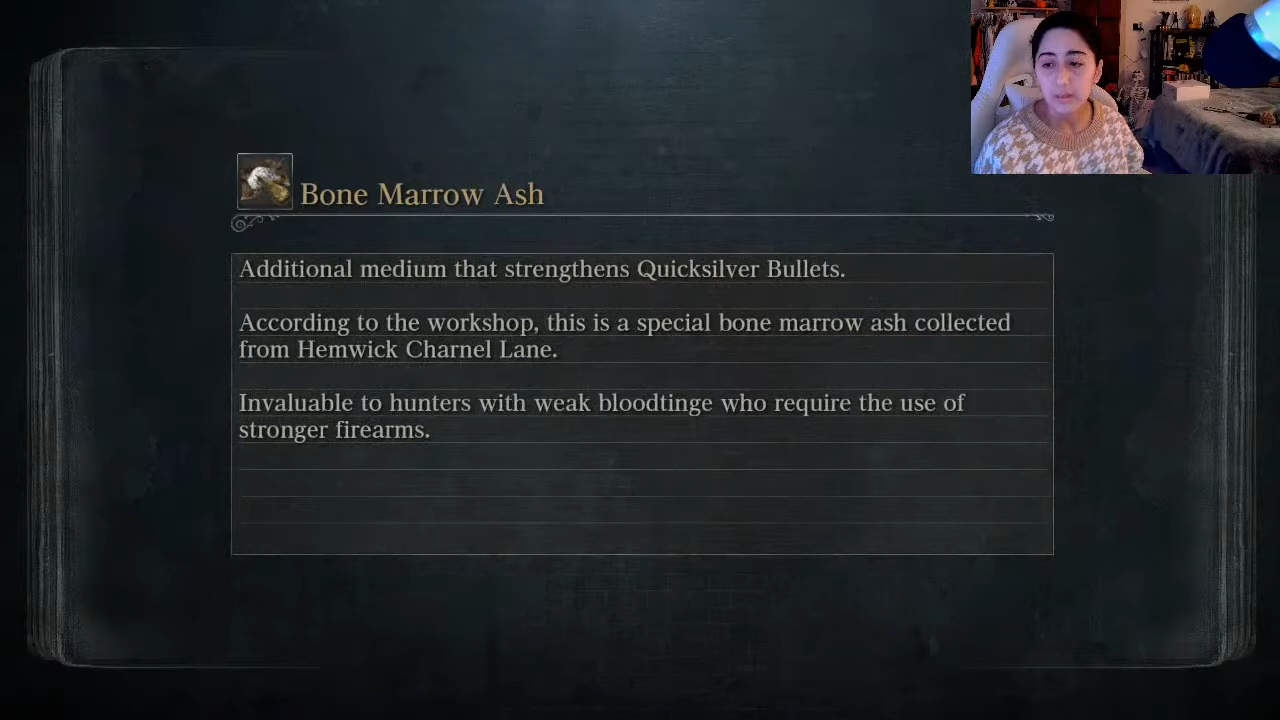 Bone Marrow Ash
Additional medium that strengthens Quicksilver Bullets.
According to the workshop, this is a special bone marrow ash collected
from Hemwick Charnel Lane.
Invaluable to hunters with weak bloodtinge who require the use of
stronger firearms.